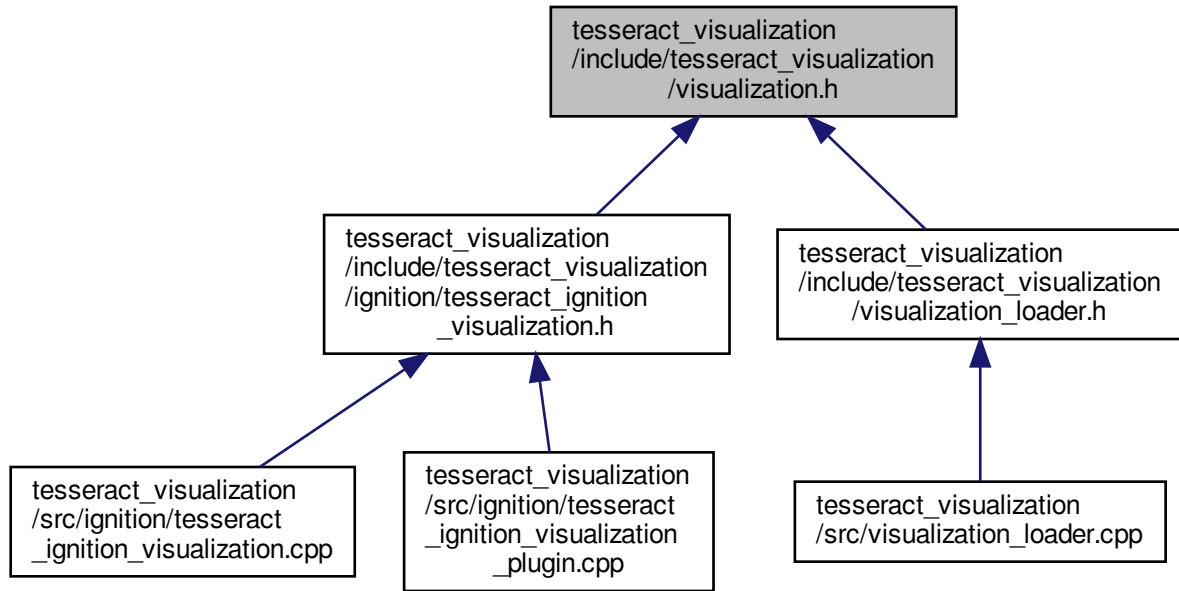 tesseract_visualization
/include/tesseract_visualization
/visualization.h
tesseract_visualization
/include/tesseract_visualization
/ignition/tesseract_ignition
_visualization.h
tesseract_visualization
/include/tesseract_visualization
/visualization_loader.h
tesseract_visualization
/src/ignition/tesseract
_ignition_visualization.cpp
tesseract_visualization
/src/ignition/tesseract
_ignition_visualization
_plugin.cpp
tesseract_visualization
/src/visualization_loader.cpp